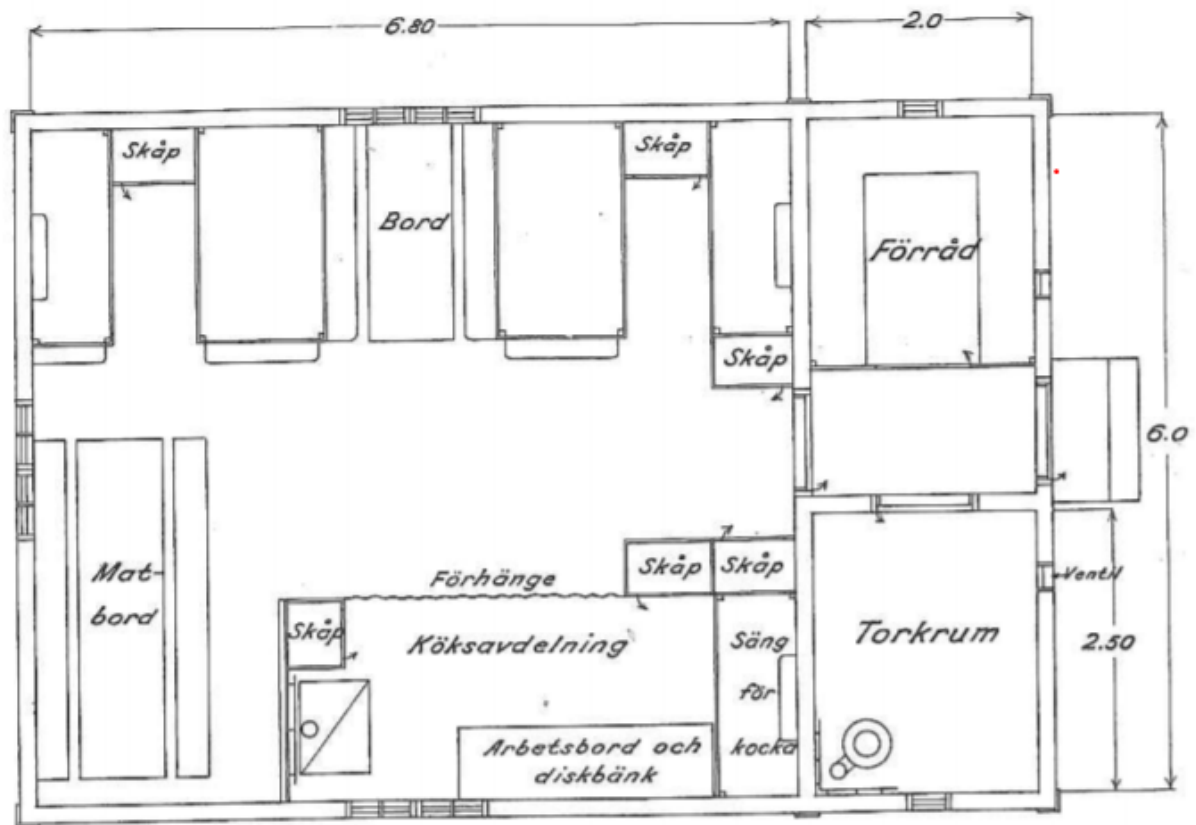 6.80
2.0
Skåp
Skåp
Bord
Förråd
Skåp
6.0
Mat-
bord
Förhänge
Skåp
Skåp
Ventil
Skåp
Köksavdelning
Säng
för
kocka
Torkrum
2.50
Arbetsbord och
diskbänk